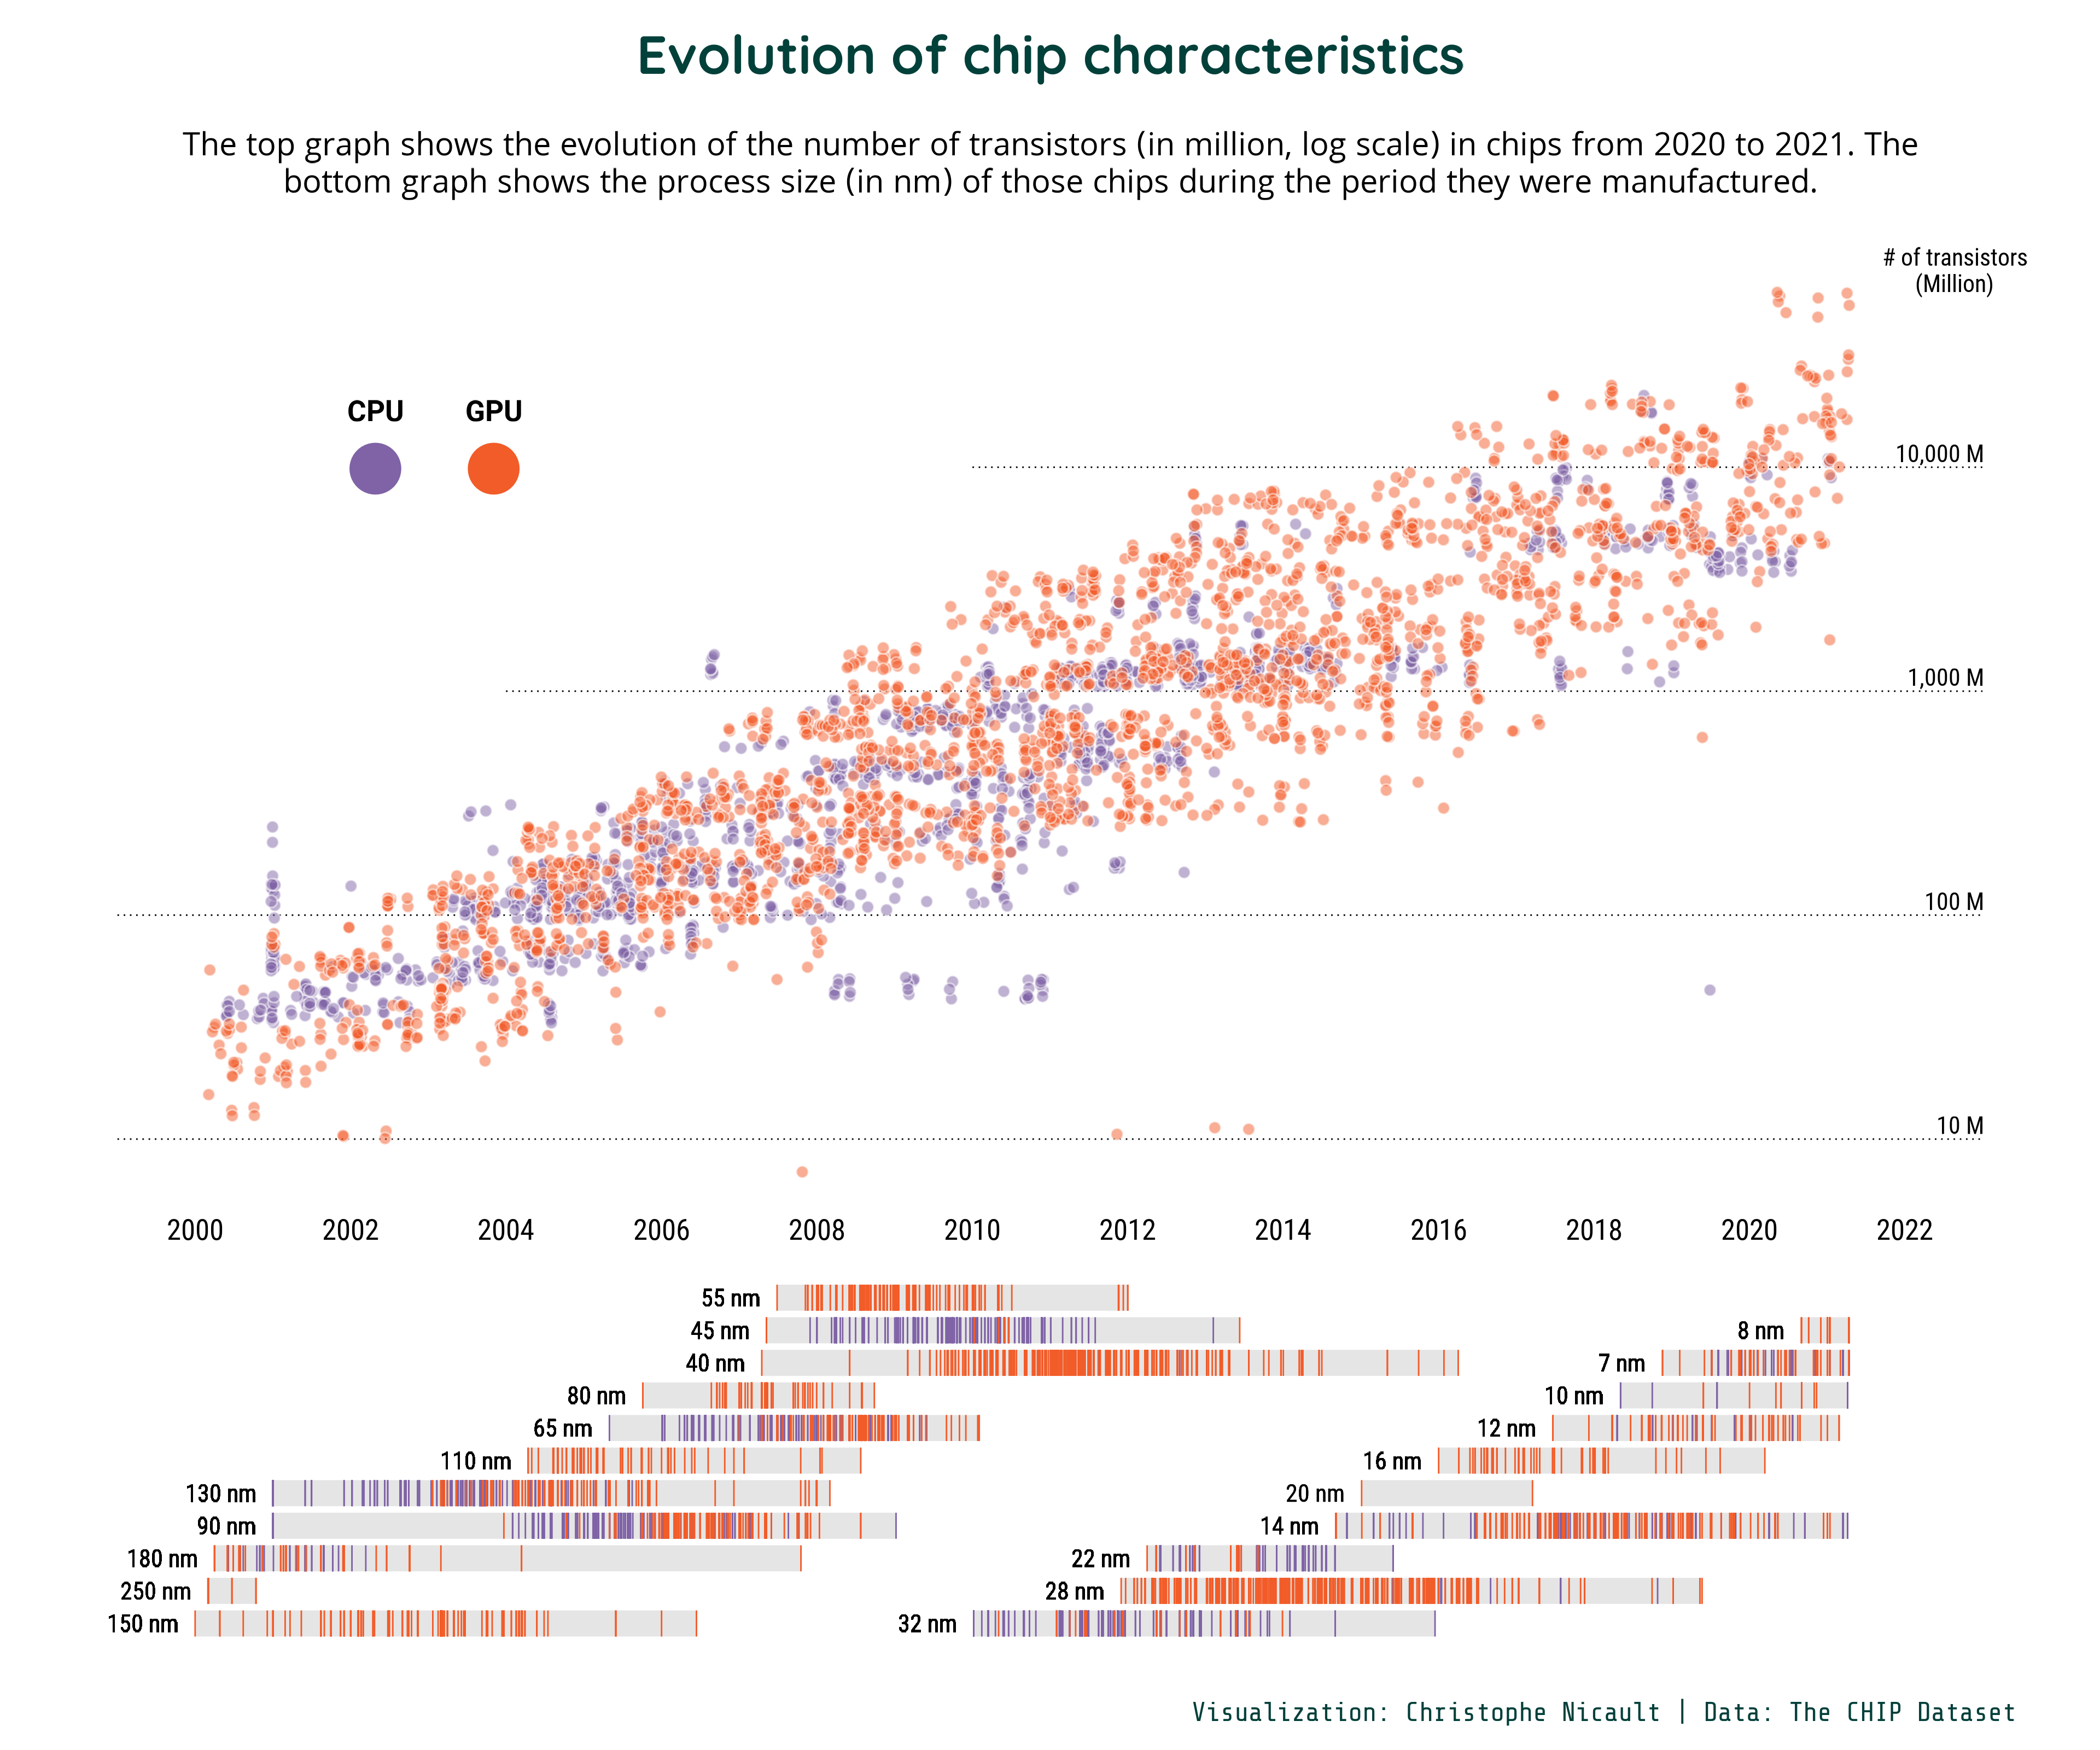 Evolution of chip characteristics
The top graph shows the evolution of the number of transistors (in million, log scale) in chips from 2020 to 2021. The
bottom graph shows the process size (in nm) of those chips during the period they were manufactured.
# of transistors
(Million)
CPU GPU
10,000 M
1,000 M
100 M
10 M
2000 2002 2004 2006 2008 2010 2012 2014 2016 2018 2020 2022
55 nm
45 nm 8 nm
40 nm 7 nm
80 nm 10 nm
65 nm 12 nm
110 nm 16 nm
130 nm 20 nm
90 nm 14 nm
180 nm 22 nm
250 nm 28 nm
150 nm 32 nm
Visualization: Christophe Nicault | Data: The CHIP Dataset